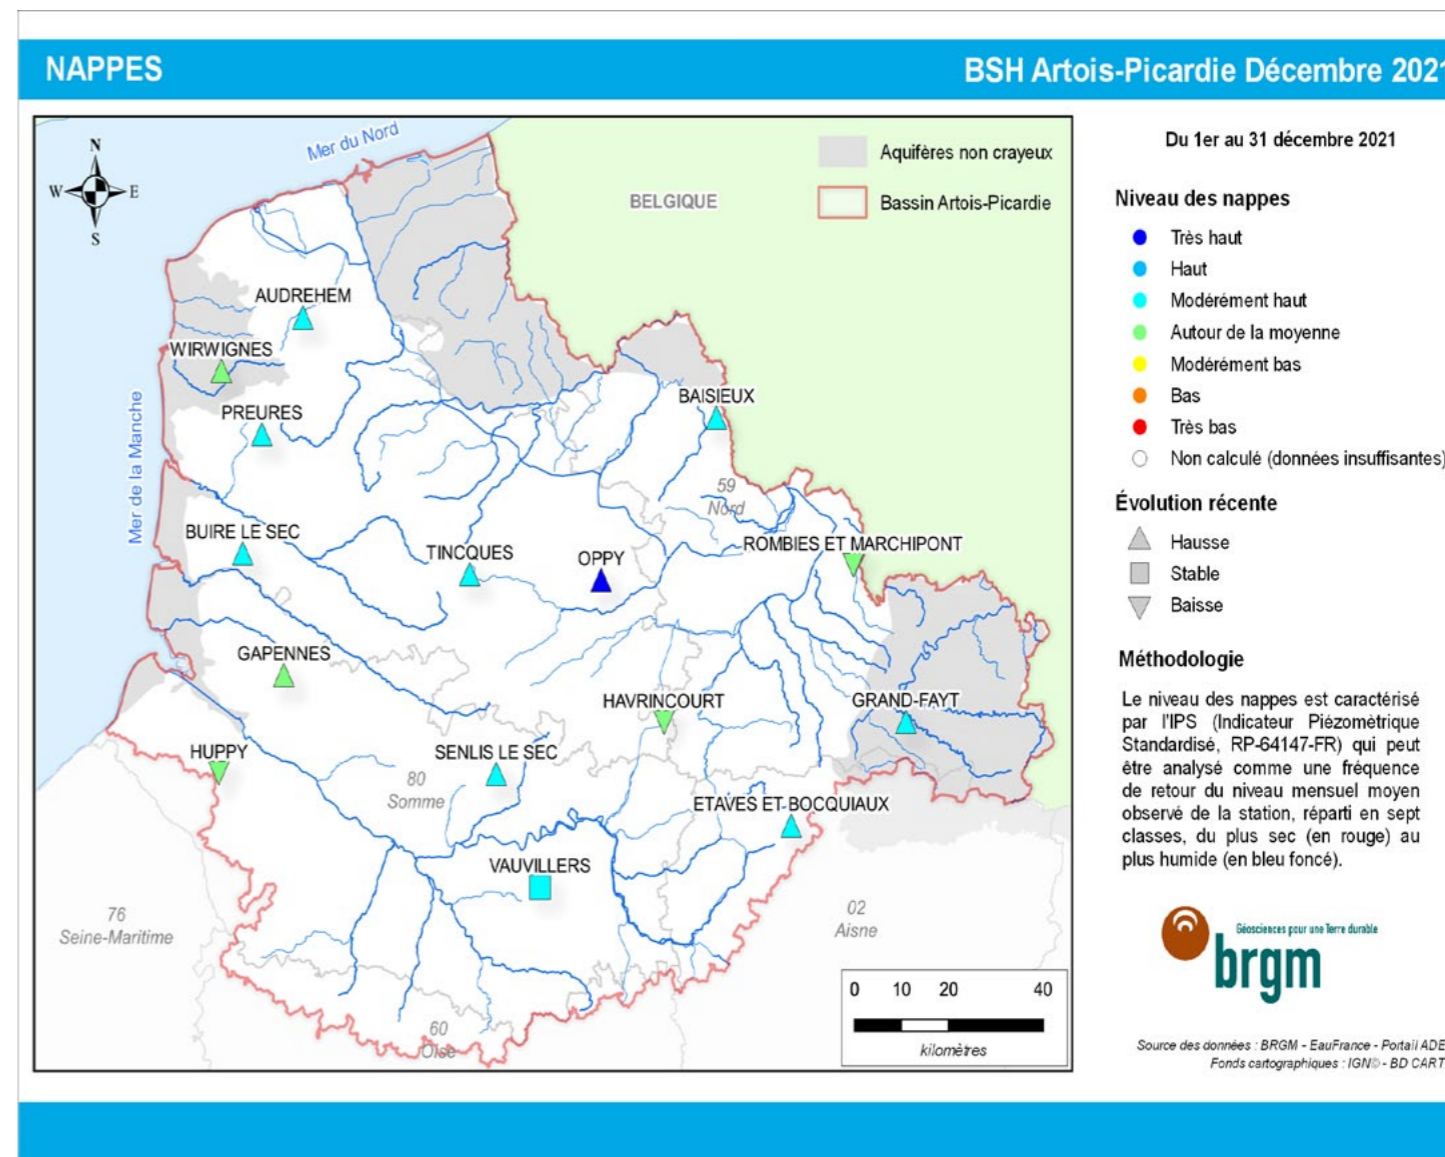 NAPPES
BSH Artois-Picardie Décembre 2021
N
W
E
S
Mer du Nord
Mer de la Manche
BELGIQUE
Aquifères non crayeux
Bassin Artois-Picardie
AUDREHEM
WIRWIGNES
PREURES
BAISIEUX
59
Nord
BUIRE LE SEC
TINCQUES
OPPY
ROMBIES ET MARCHIPONT
GAPENNES
HAVRINCOURT
GRAND-FAYT
HUPPY
SENLIS LE SEC
80
Somme
ETAVES ET BOCQUIAUX
VAUVILLERS
76
Seine-Maritime
02
Aisne
60
Oise
0 10 20 40
kilomètres
Du 1er au 31 décembre 2021
Niveau des nappes
Très haut
Haut
Modérément haut
Autour de la moyenne
Modérément bas
Bas
Très bas
Non calculé (données insuffisantes)
Évolution récente
Hausse
Stable
Baisse
Méthodologie
Le niveau des nappes est caractérisé
par l'IPS (Indicateur Piézomètrique
Standardisé, RP-64147-FR) qui peut
être analysé comme une fréquence
de retour du niveau mensuel moyen
observé de la station, réparti en sept
classes, du plus sec (en rouge) au
plus humide (en bleu foncé).
Géosciences pour une Terre durable
brgm
Source des données : BRGM - EauFrance - Portail ADE
Fonds cartographiques : IGN© - BD CART